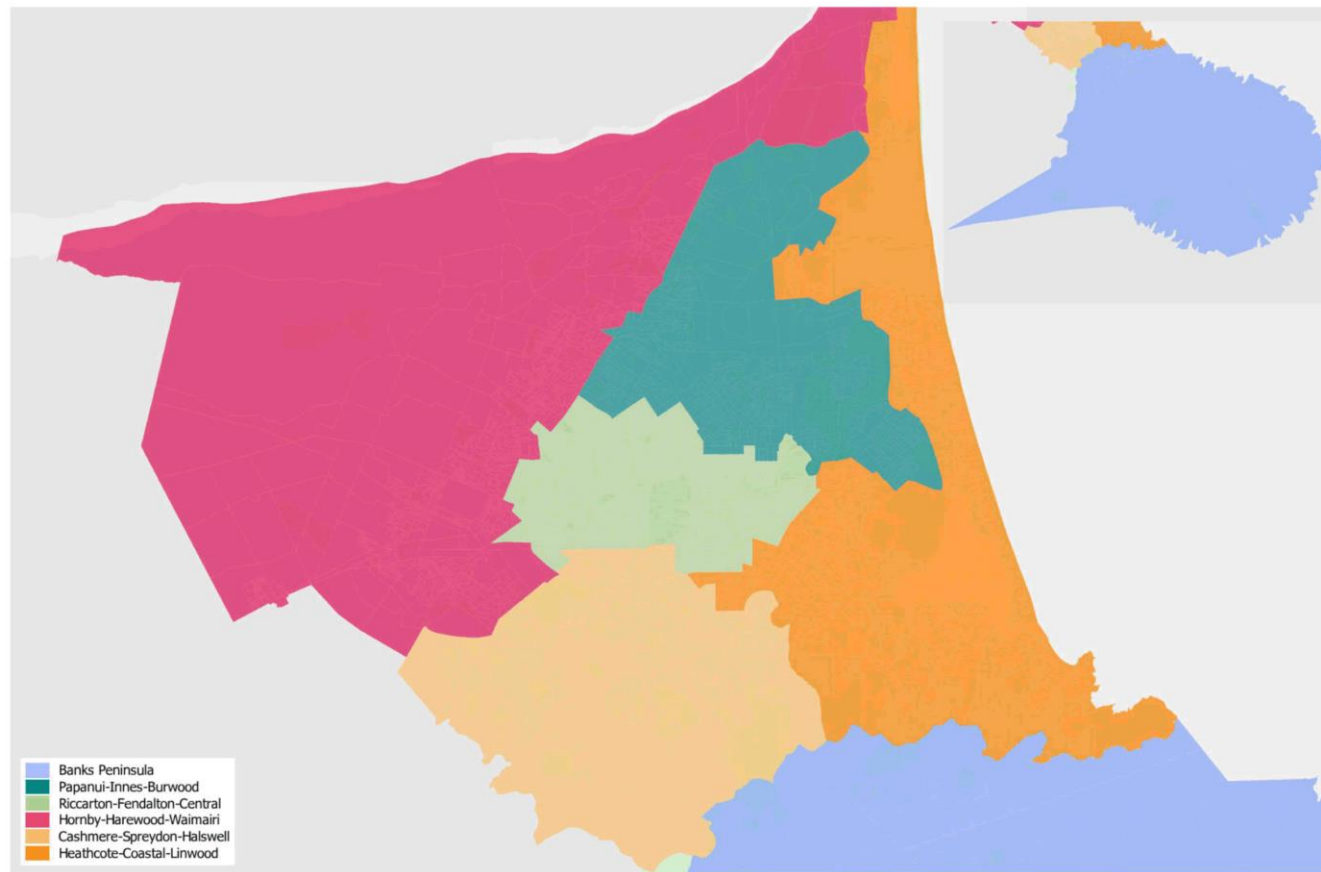 Banks Peninsula
Papanui-Innes-Burwood
Riccarton-Fendalton-Central
Hornby-Harewood-Waimairi
Cashmere-Spreydon-Halswell
Heathcote-Coastal-Linwood